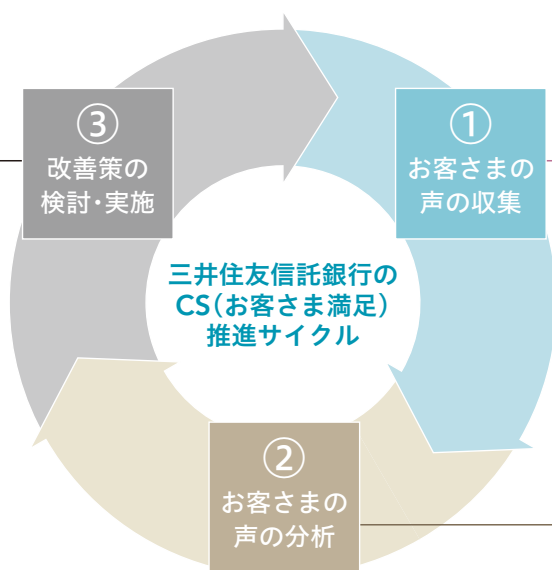 ①
お客さまの
声の収集
②
お客さまの
声の分析
③
改善策の
検討・実施
三井住友信託銀行の
CS（お客さま満足）
推進サイクル